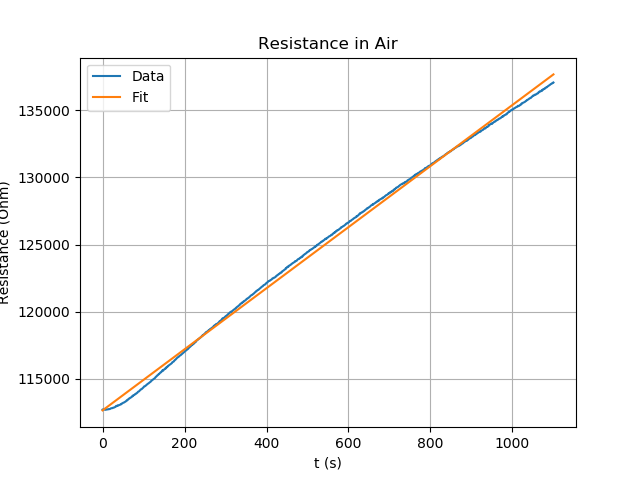 Resistance in Air
Data
Fit
135000
130000
125000
120000
115000
Resistance (Ohm)
0 200 400 600 800 1000
t (s)